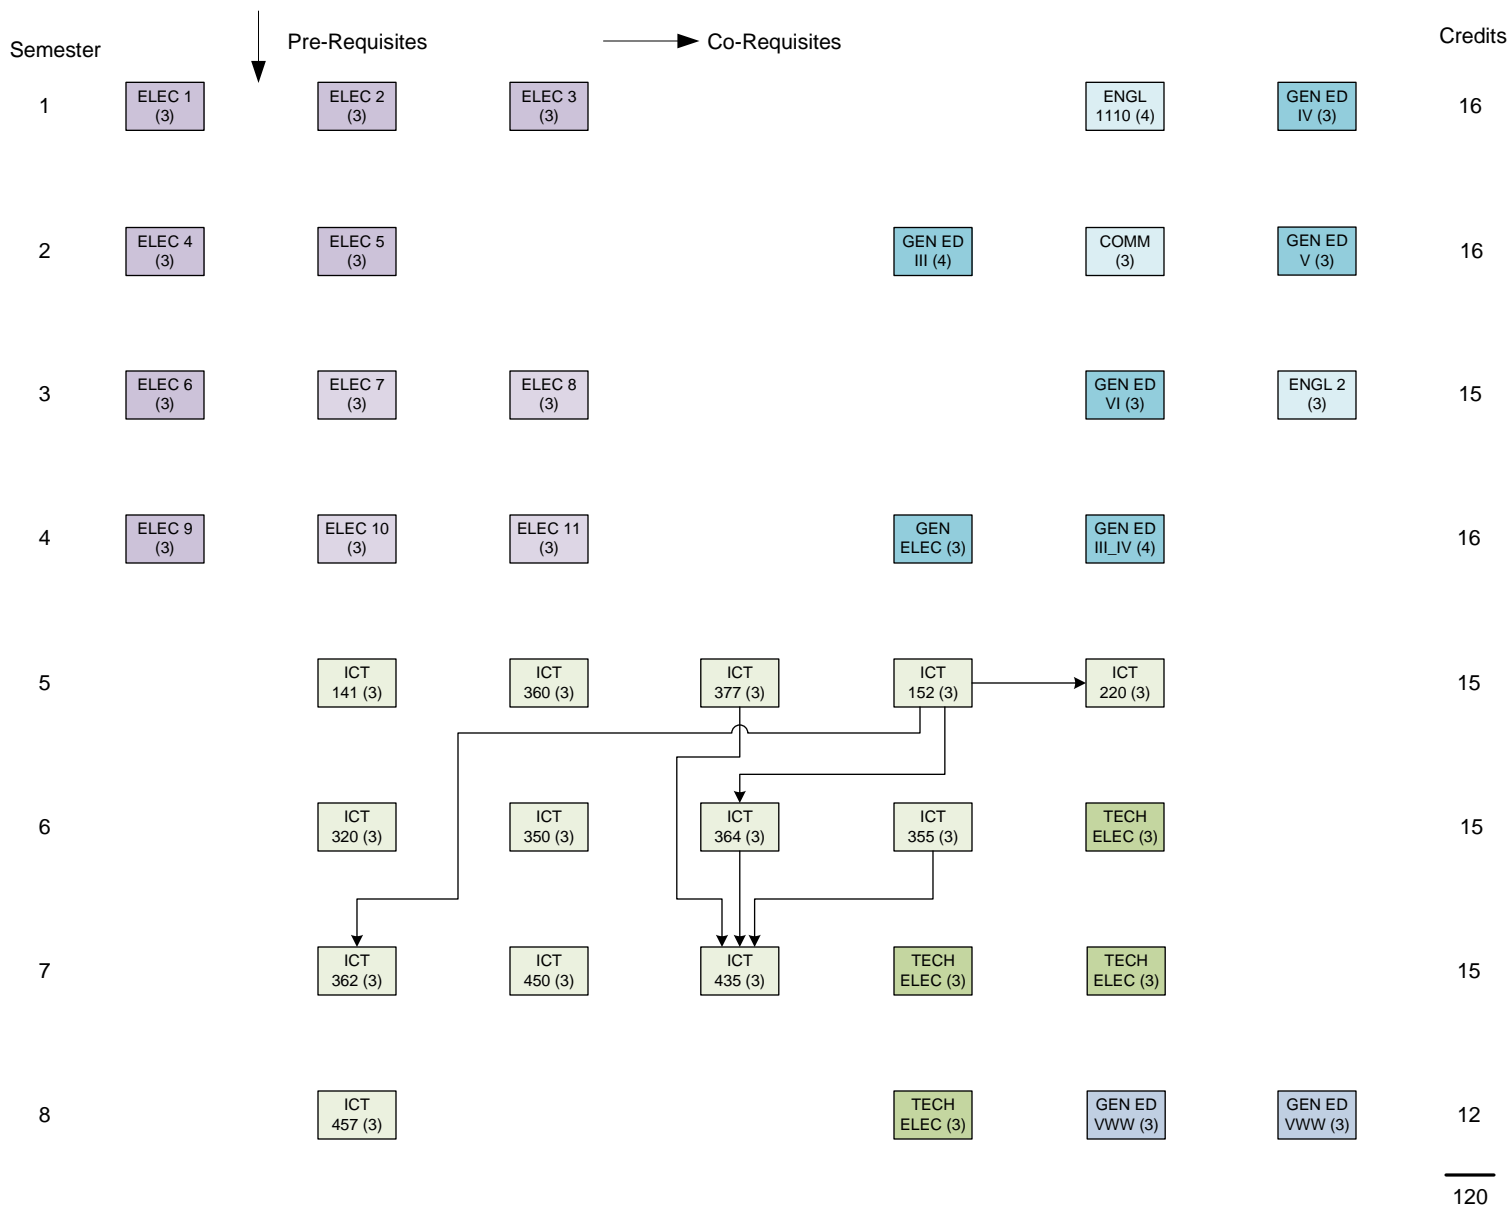 Pre-Requisites
Co-Requisites
Semester
Credits
1
ELEC 1
(3)
ELEC 2
(3)
ELEC 3
(3)
ENGL
1110 (4)
GEN ED
IV (3)
16
2
ELEC 4
(3)
ELEC 5
(3)
GEN ED
III (4)
COMM
(3)
GEN ED
V (3)
16
3
ELEC 6
(3)
ELEC 7
(3)
ELEC 8
(3)
GEN ED
VI (3)
ENGL 2
(3)
15
4
ELEC 9
(3)
ELEC 10
(3)
ELEC 11
(3)
GEN
ELEC (3)
GEN ED
III_IV (4)
16
5
ICT
141 (3)
ICT
360 (3)
ICT
377 (3)
ICT
152 (3)
ICT
220 (3)
15
6
ICT
320 (3)
ICT
350 (3)
ICT
364 (3)
ICT
355 (3)
TECH
ELEC (3)
15
7
ICT
362 (3)
ICT
450 (3)
ICT
435 (3)
TECH
ELEC (3)
TECH
ELEC (3)
15
8
ICT
457 (3)
TECH
ELEC (3)
GEN ED
VWW (3)
GEN ED
VWW (3)
12
120